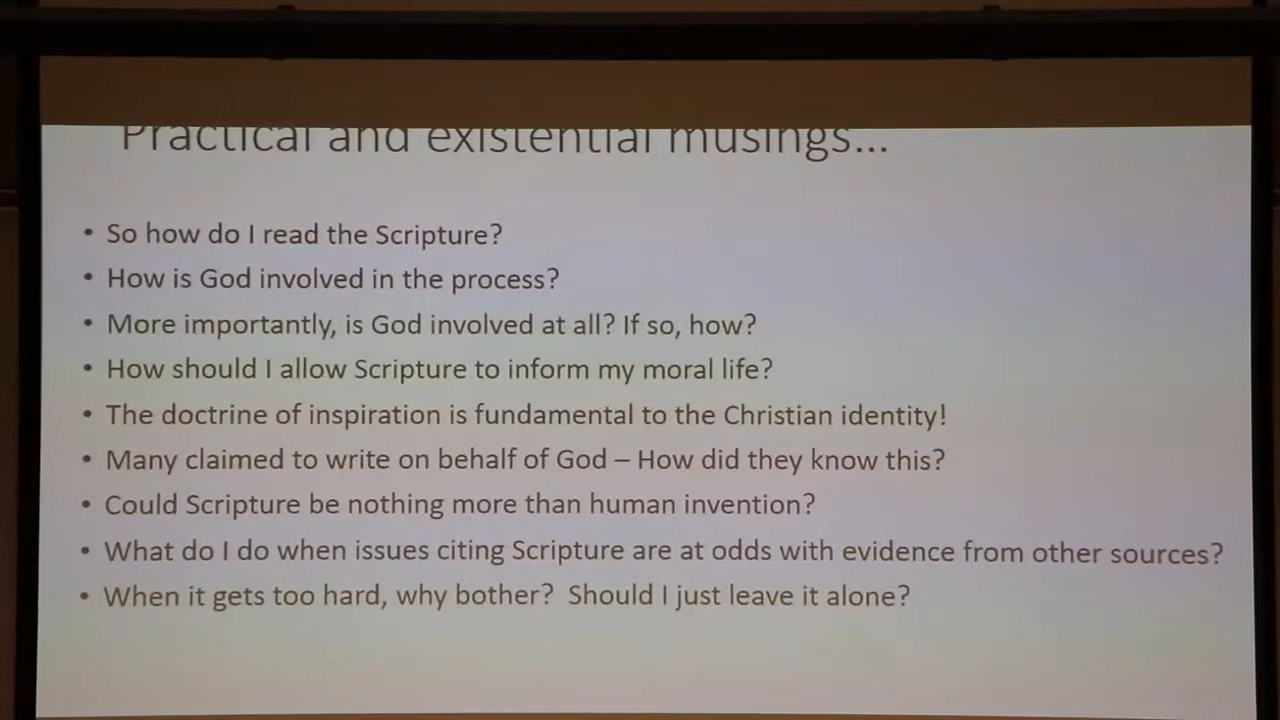 Practical and existential musings...
• So how do I read the Scripture?
• How is God involved in the process?
• More importantly, is God involved at all? If so, how?
• How should I allow Scripture to inform my moral life?
• The doctrine of inspiration is fundamental to the Christian identity!
• Many claimed to write on behalf of God – How did they know this?
• Could Scripture be nothing more than human invention?
• What do I do when issues citing Scripture are at odds with evidence from other sources?
• When it gets too hard, why bother?  Should I just leave it alone?